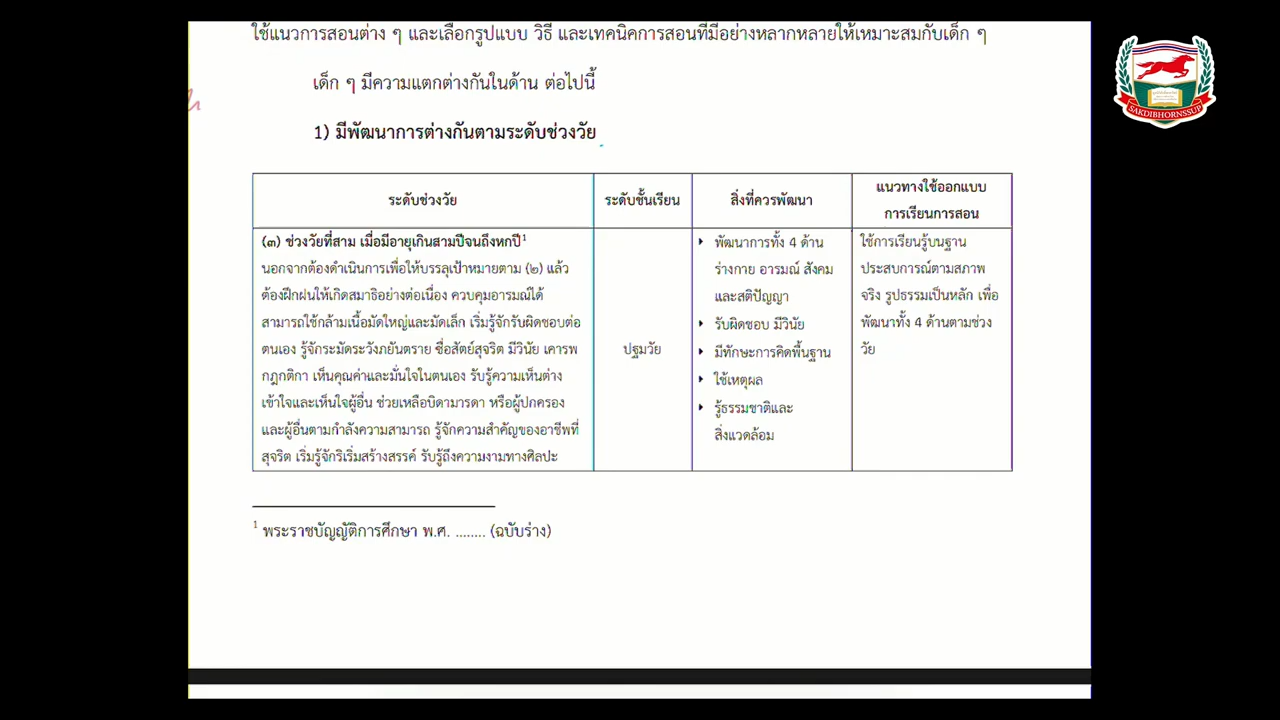 ใช้แนวการสอนต่าง ๆ และเลือกรูปแบบ วิธี และเทคนิคการสอนที่มีอย่างหลากหลายให้เหมาะสมกับเด็ก ๆ
เด็ก ๆ มีความแตกต่างกันในด้าน ต่อไปนี้
1) มีพัฒนาการต่างกันตามระดับช่วงวัย
ระดับช่วงวัย
ระดับชั้นเรียน
สิ่งที่ควรพัฒนา
แนวทางใช้ออกแบบ
การเรียนการสอน
(๓) ช่วงวัยที่สาม เมื่อมีอายุเกินสามปีจนถึงหกปี¹
นอกจากต้องดำเนินการเพื่อให้บรรลุเป้าหมายตาม (๒) แล้ว
ต้องฝึกฝนให้เกิดสมาธิอย่างต่อเนื่อง ควบคุมอารมณ์ได้
สามารถใช้กล้ามเนื้อมัดใหญ่และมัดเล็ก เริ่มรู้จักรับผิดชอบต่อ
ตนเอง รู้จักระมัดระวังภยันตราย ซื่อสัตย์สุจริต มีวินัย เคารพ
กฎกติกา เห็นคุณค่าและมั่นใจในตนเอง รับรู้ความเห็นต่าง
เข้าใจและเห็นใจผู้อื่น ช่วยเหลือบิดามารดา หรือผู้ปกครอง
และผู้อื่นตามกำลังความสามารถ รู้จักความสำคัญของอาชีพที่
สุจริต เริ่มรู้จักริเริ่มสร้างสรรค์ รับรู้ถึงความงามทางศิลปะ
ปฐมวัย
‣ พัฒนาการทั้ง 4 ด้าน
ร่างกาย อารมณ์ สังคม
และสติปัญญา
‣ รับผิดชอบ มีวินัย
‣ มีทักษะการคิดพื้นฐาน
‣ ใช้เหตุผล
‣ รู้ธรรมชาติและ
สิ่งแวดล้อม
ใช้การเรียนรู้บนฐาน
ประสบการณ์ตามสภาพ
จริง รูปธรรมเป็นหลัก เพื่อ
พัฒนาทั้ง 4 ด้านตามช่วง
วัย
¹ พระราชบัญญัติการศึกษา พ.ศ. ........ (ฉบับร่าง)
SAKDIBHORNSSUP